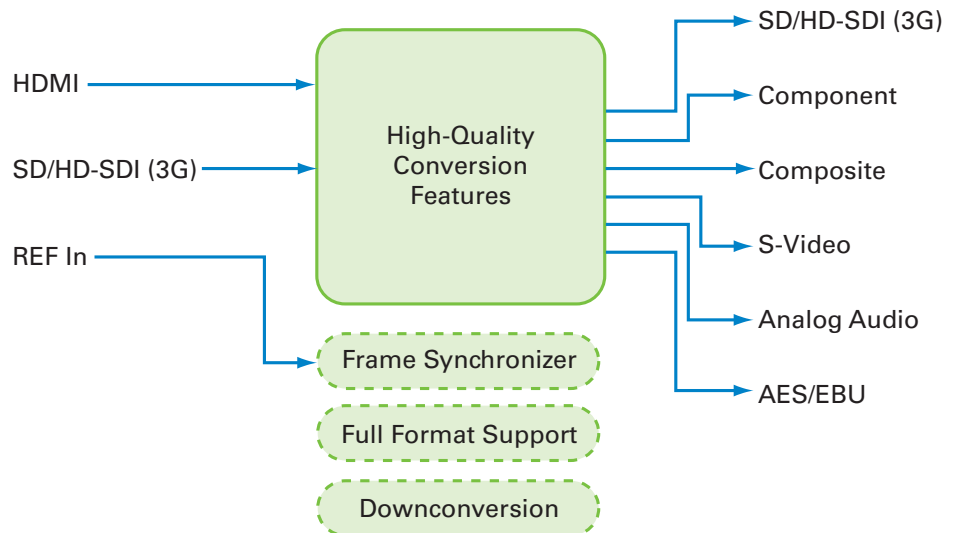 HDMI
SD/HD-SDI (3G)
REF In
High-Quality
Conversion
Features
Frame Synchronizer
Full Format Support
Downconversion
SD/HD-SDI (3G)
Component
Composite
S-Video
Analog Audio
AES/EBU